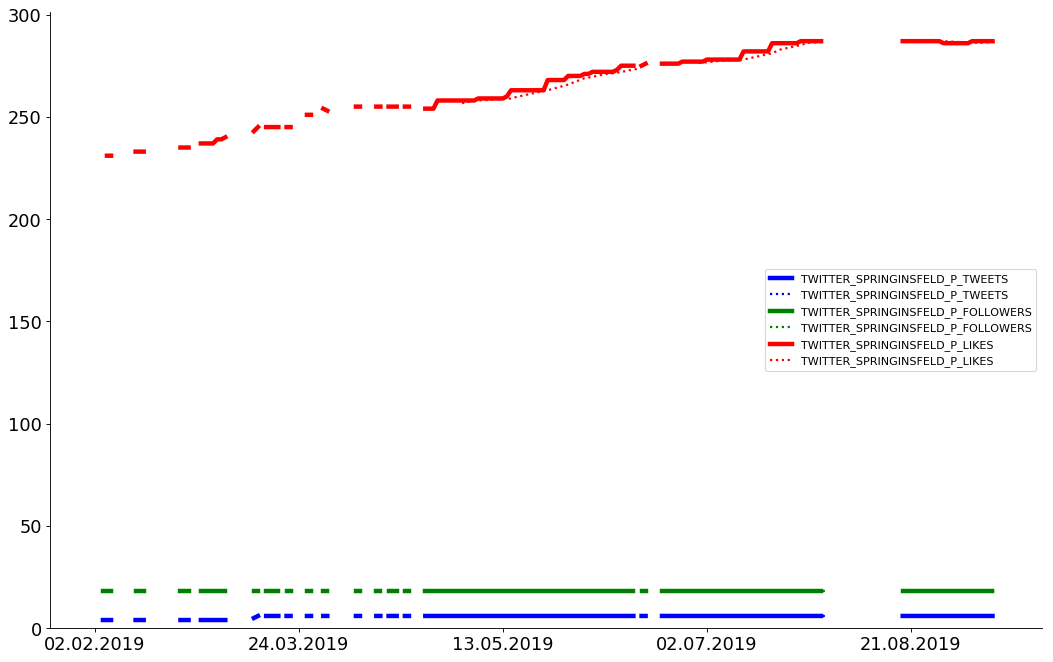 300
250
200
150
100
50
0
TWITTER_SPRINGINSFELD_P_TWEETS
TWITTER_SPRINGINSFELD_P_TWEETS
TWITTER_SPRINGINSFELD_P_FOLLOWERS
TWITTER_SPRINGINSFELD_P_FOLLOWERS
TWITTER_SPRINGINSFELD_P_LIKES
TWITTER_SPRINGINSFELD_P_LIKES
02.02.2019 24.03.2019 13.05.2019 02.07.2019 21.08.2019